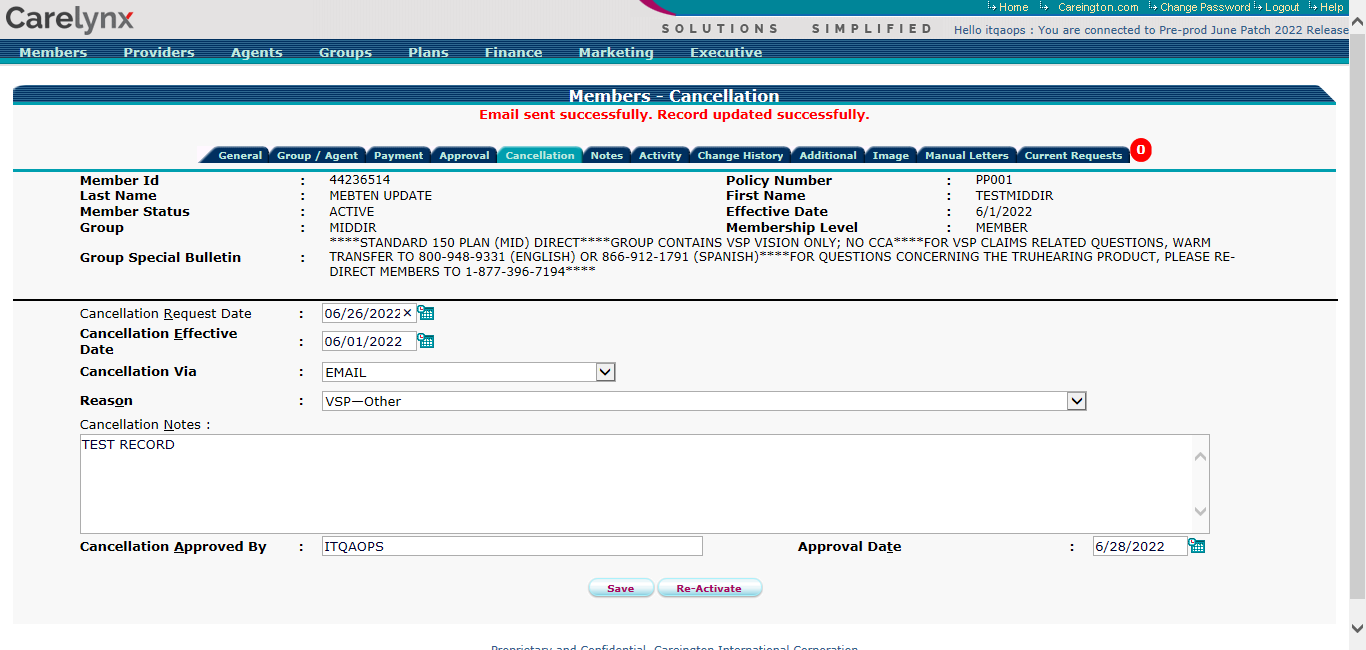 Carelynx
Home Careington.com Change Password Logout Help
SOLUTIONS SIMPLIFIED
Hello itqaops : You are connected to Pre-prod June Patch 2022 Release
Members Providers Agents Groups Plans Finance Marketing Executive
Members - Cancellation
Email sent successfully. Record updated successfully.
General Group / Agent Payment Approval Cancellation Notes Activity Change History Additional Image Manual Letters Current Requests 0
Member Id : 44236514 Policy Number : PP001
Last Name : MEBTEN UPDATE First Name : TESTMIDDIR
Member Status : ACTIVE Effective Date : 6/1/2022
Group : MIDDIR Membership Level : MEMBER
Group Special Bulletin :
****STANDARD 150 PLAN (MID) DIRECT****GROUP CONTAINS VSP VISION ONLY; NO CCA****FOR VSP CLAIMS RELATED QUESTIONS, WARM
TRANSFER TO 800-948-9331 (ENGLISH) OR 866-912-1791 (SPANISH)****FOR QUESTIONS CONCERNING THE TRUHEARING PRODUCT, PLEASE RE-
DIRECT MEMBERS TO 1-877-396-7194****
Cancellation Request Date : 06/26/2022
Cancellation Effective
Date : 06/01/2022
Cancellation Via : EMAIL
Reason : VSP—Other
Cancellation Notes :
TEST RECORD
Cancellation Approved By : ITQAOPS Approval Date : 6/28/2022
Save Re-Activate
Proprietary and Confidential, Careington International Corporation